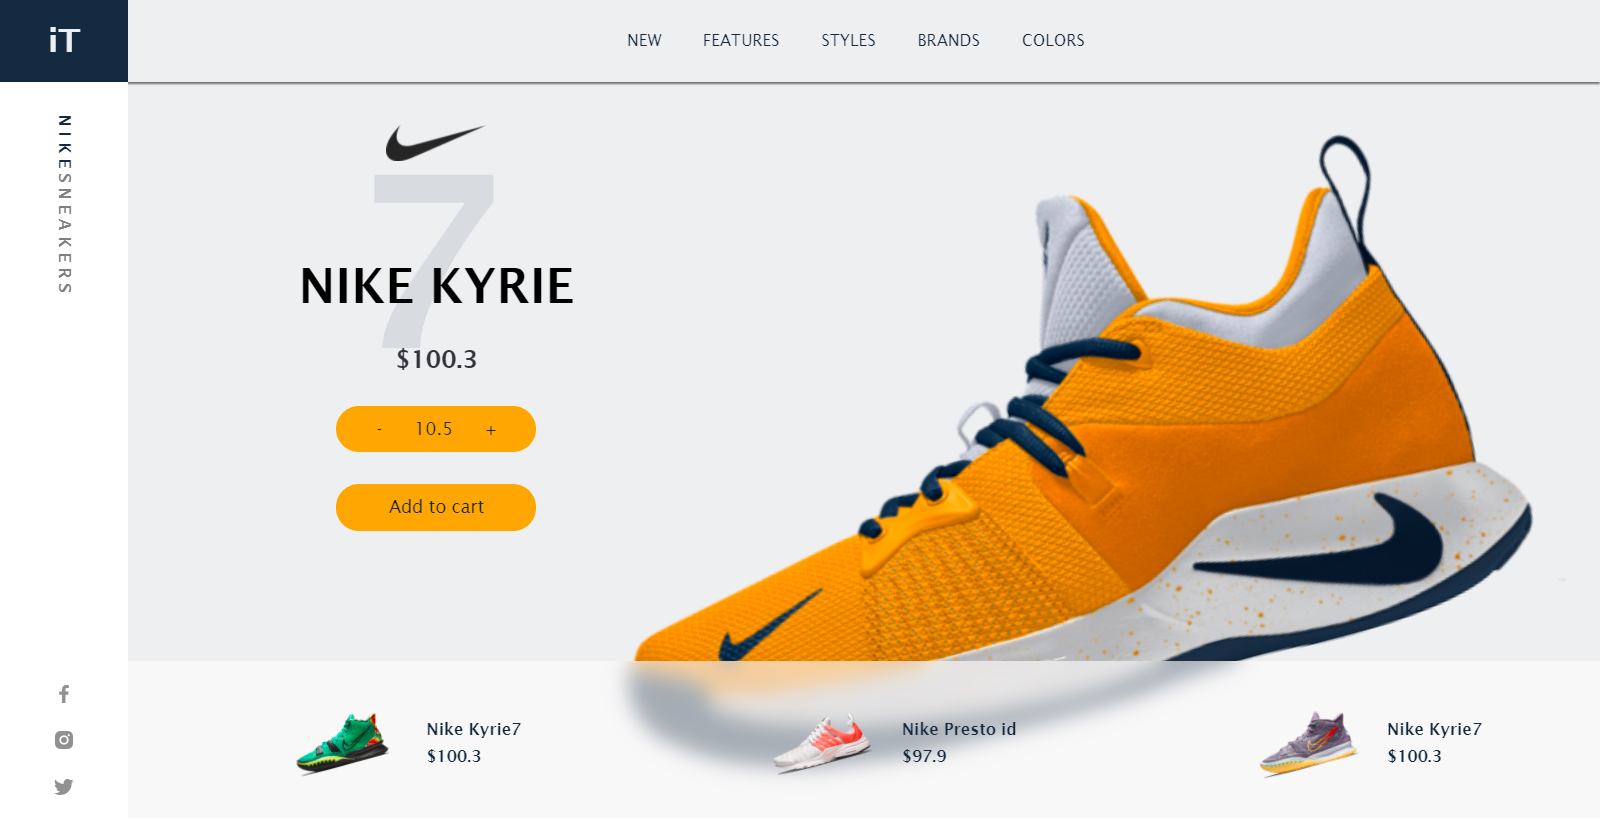 iT
NEW FEATURES STYLES BRANDS COLORS
NIKESNEAKERS
7
NIKE KYRIE
$100.3
- 10.5 +
Add to cart
Nike Kyrie7
$100.3
Nike Presto id
$97.9
Nike Kyrie7
$100.3